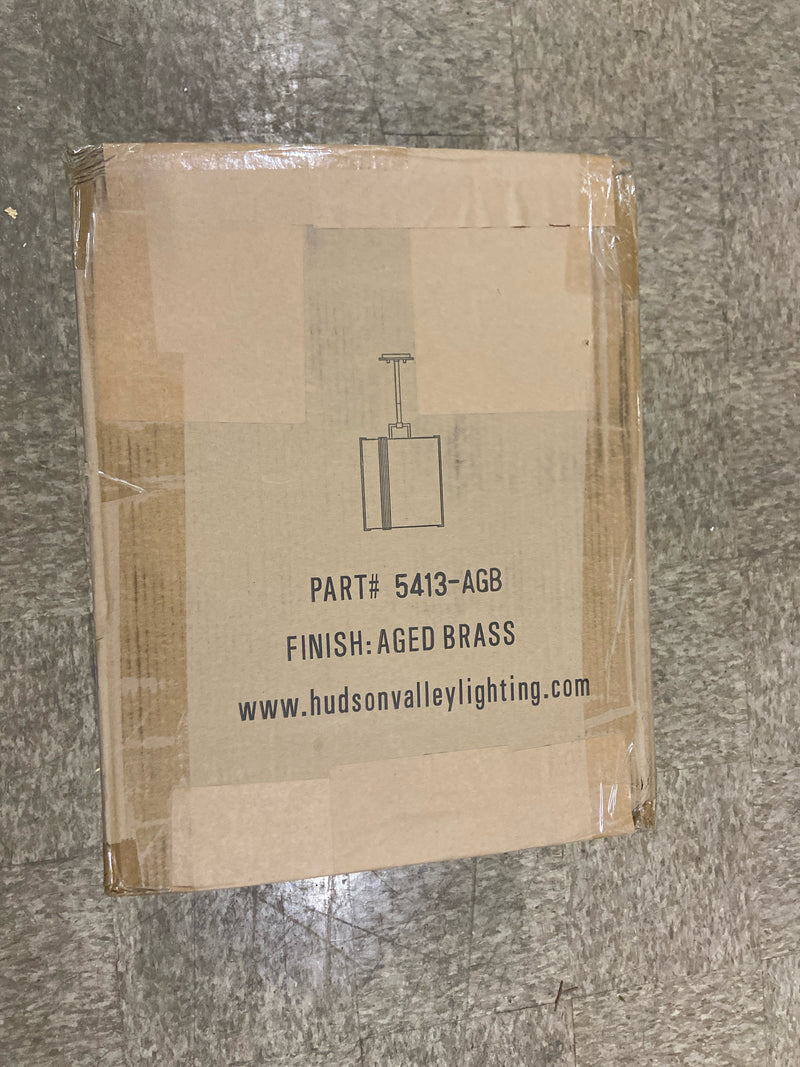 PART# 5413-AGB
FINISH: AGED BRASS
www.hudsonvalleylighting.com